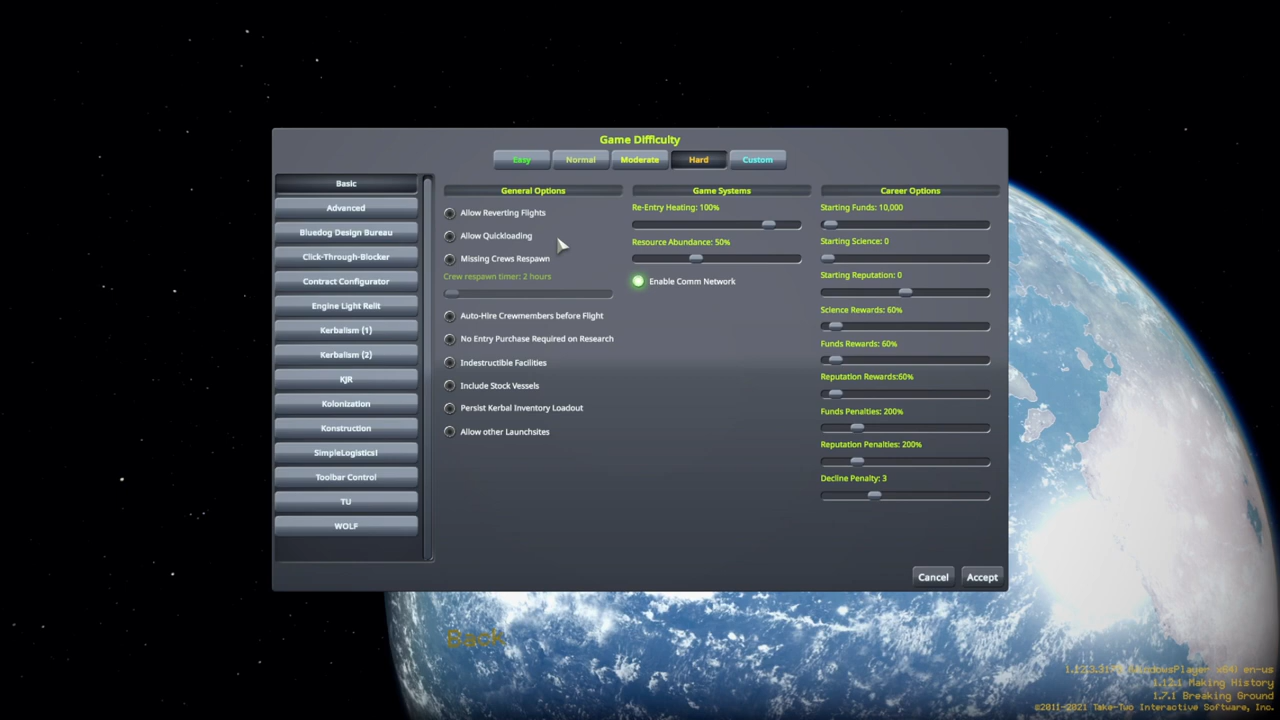 Game Difficulty
Easy Normal Moderate Hard Custom
Basic
Advanced
Bluedog Design Bureau
Click-Through-Blocker
Contract Configurator
Engine Light Relit
Kerbalism (1)
Kerbalism (2)
KJR
Kolonization
Konstruction
SimpleLogistics!
Toolbar Control
TU
WOLF
General Options
Allow Reverting Flights
Allow Quickloading
Missing Crews Respawn
Crew respawn timer: 2 hours
Auto-Hire Crewmembers before Flight
No Entry Purchase Required on Research
Indestructible Facilities
Include Stock Vessels
Persist Kerbal Inventory Loadout
Allow other Launchsites
Game Systems
Re-Entry Heating: 100%
Resource Abundance: 50%
Enable Comm Network
Career Options
Starting Funds: 10,000
Starting Science: 0
Starting Reputation: 0
Science Rewards: 60%
Funds Rewards: 60%
Reputation Rewards:60%
Funds Penalties: 200%
Reputation Penalties: 200%
Decline Penalty: 3
Cancel Accept
Back
x64) en-us
1.12.1 Making History
1.7.1 Breaking Ground
©2011-2021 Take-Two Interactive Software, Inc.